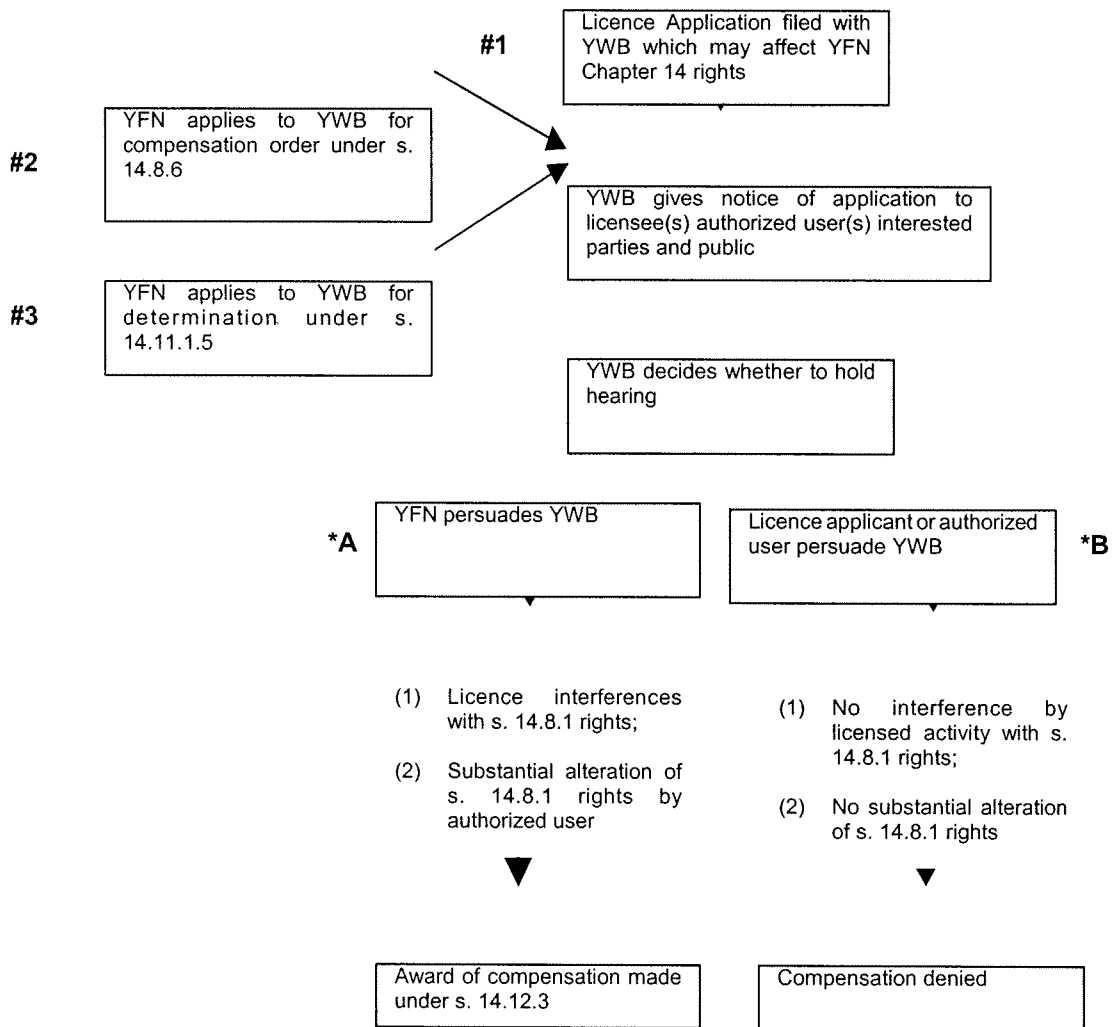 #1
Licence Application filed with
YWB which may affect YFN
Chapter 14 rights
#2
YFN applies to YWB for
compensation order under s.
14.8.6
YWB gives notice of application to
licensee(s) authorized user(s) interested
parties and public
#3
YFN applies to YWB for
determination under s.
14.11.1.5
YWB decides whether to hold
hearing
*A
YFN persuades YWB
Licence applicant or authorized
user persuade YWB
*B
(1) Licence interferences
with s. 14.8.1 rights;
(2) Substantial alteration of
s. 14.8.1 rights by
authorized user
(1) No interference by
licensed activity with s.
14.8.1 rights;
(2) No substantial alteration
of s. 14.8.1 rights
Award of compensation made
under s. 14.12.3
Compensation denied